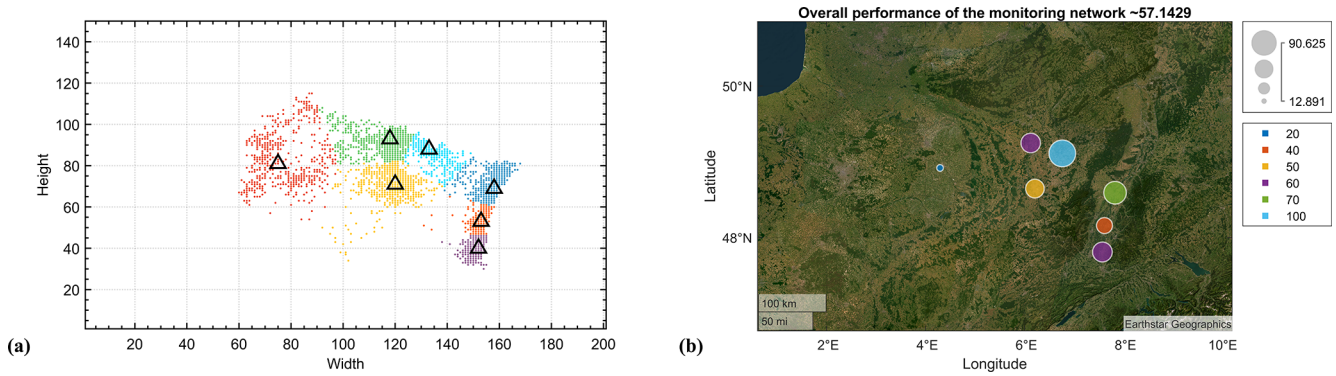 140
120
100
80
60
40
20
Height
20 40 60 80 100 120 140 160 180 200
Width
(a)
Overall performance of the monitoring network ~57.1429
50°N
48°N
Latitude
100 km
50 mi
Earthstar Geographics
2°E 4°E 6°E 8°E 10°E
Longitude
(b)
90.625
12.891
20
40
50
60
70
100